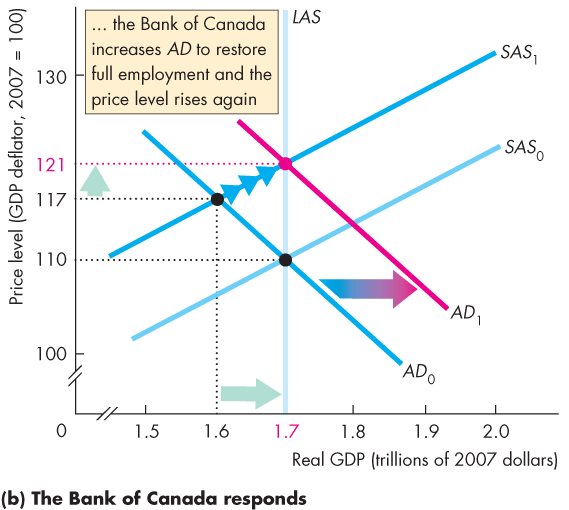 ... the Bank of Canada
increases AD to restore
full employment and the
price level rises again
LAS
SAS1
SAS0
AD1
AD0
Price level (GDP deflator, 2007 = 100)
130
121
117
110
100
0
1.5
1.6
1.7
1.8
1.9
2.0
Real GDP (trillions of 2007 dollars)
(b) The Bank of Canada responds